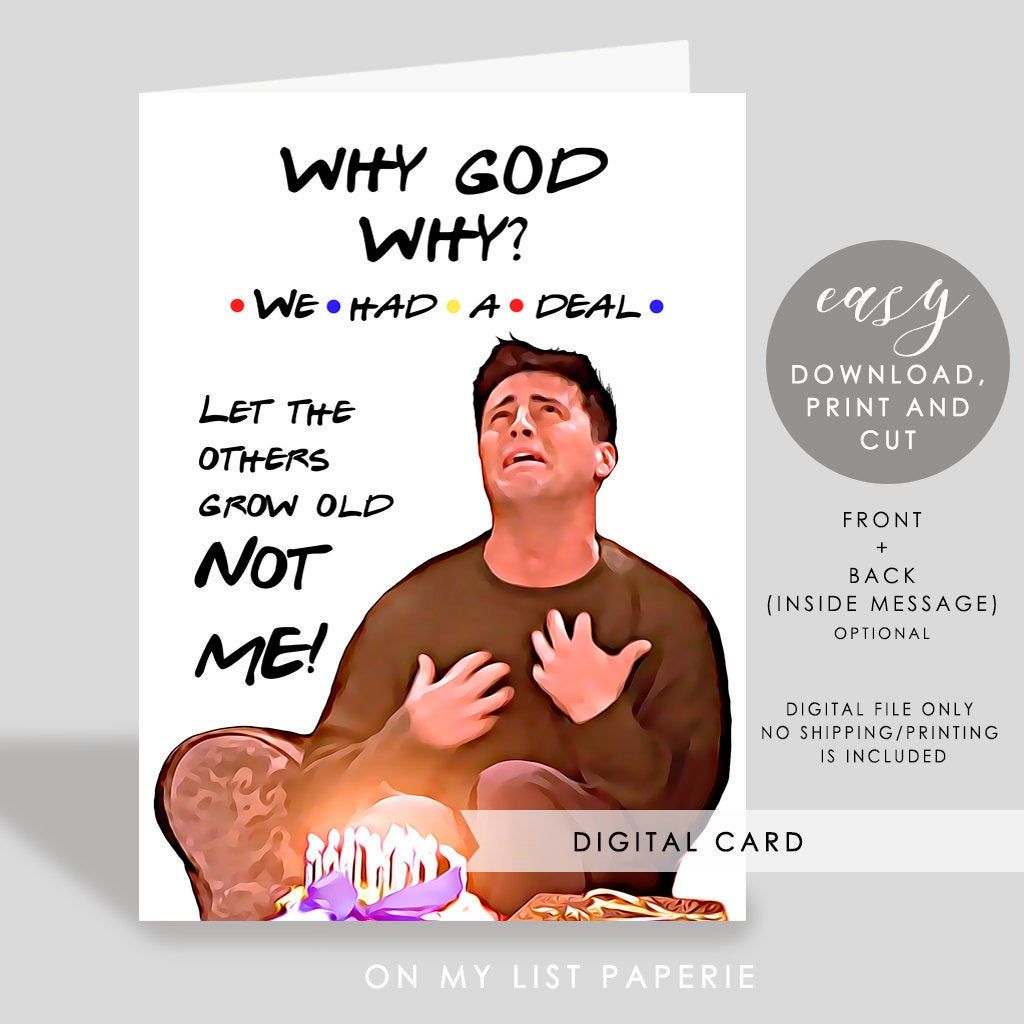 WHY GOD
WHY?
• WE • HAD • A • DEAL •
LET THE
OTHERS
GROW OLD
NOT
ME!
easy
DOWNLOAD,
PRINT AND
CUT
FRONT
+
BACK
(INSIDE MESSAGE)
OPTIONAL
DIGITAL FILE ONLY
NO SHIPPING/PRINTING
IS INCLUDED
DIGITAL CARD
ON MY LIST PAPERIE